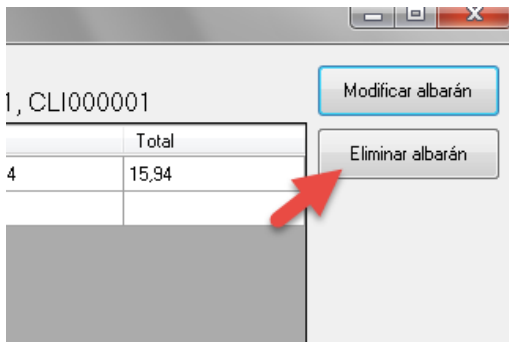 1, CLI000001
Modificar albarán
Total
Eliminar albarán
4
15,94